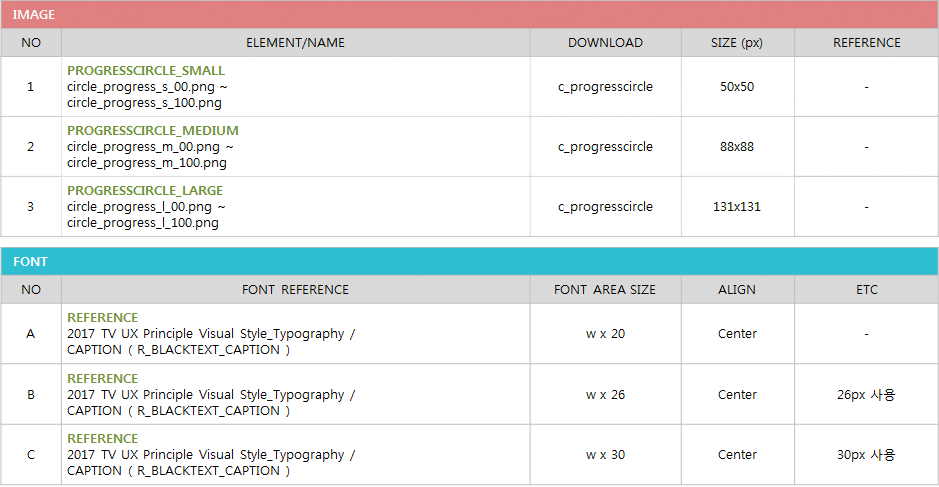 IMAGE
NO ELEMENT/NAME DOWNLOAD SIZE (px) REFERENCE
PROGRESSCIRCLE_SMALL
1 circle_progress_s_00.png ~ c_progresscircle 50x50 -
circle_progress_s_100.png
PROGRESSCIRCLE_MEDIUM
2 circle_progress_m_00.png ~ c_progresscircle 88x88 -
circle_progress_m_100.png
PROGRESSCIRCLE_LARGE
3 circle_progress_l_00.png ~ c_progresscircle 131x131 -
circle_progress_l_100.png
FONT
NO FONT REFERENCE FONT AREA SIZE ALIGN ETC
REFERENCE
A 2017 TV UX Principle Visual Style_Typography / w x 20 Center -
CAPTION ( R_BLACKTEXT_CAPTION )
REFERENCE
B 2017 TV UX Principle Visual Style_Typography / w x 26 Center 26px 사용
CAPTION ( R_BLACKTEXT_CAPTION )
REFERENCE
C 2017 TV UX Principle Visual Style_Typography / w x 30 Center 30px 사용
CAPTION ( R_BLACKTEXT_CAPTION )